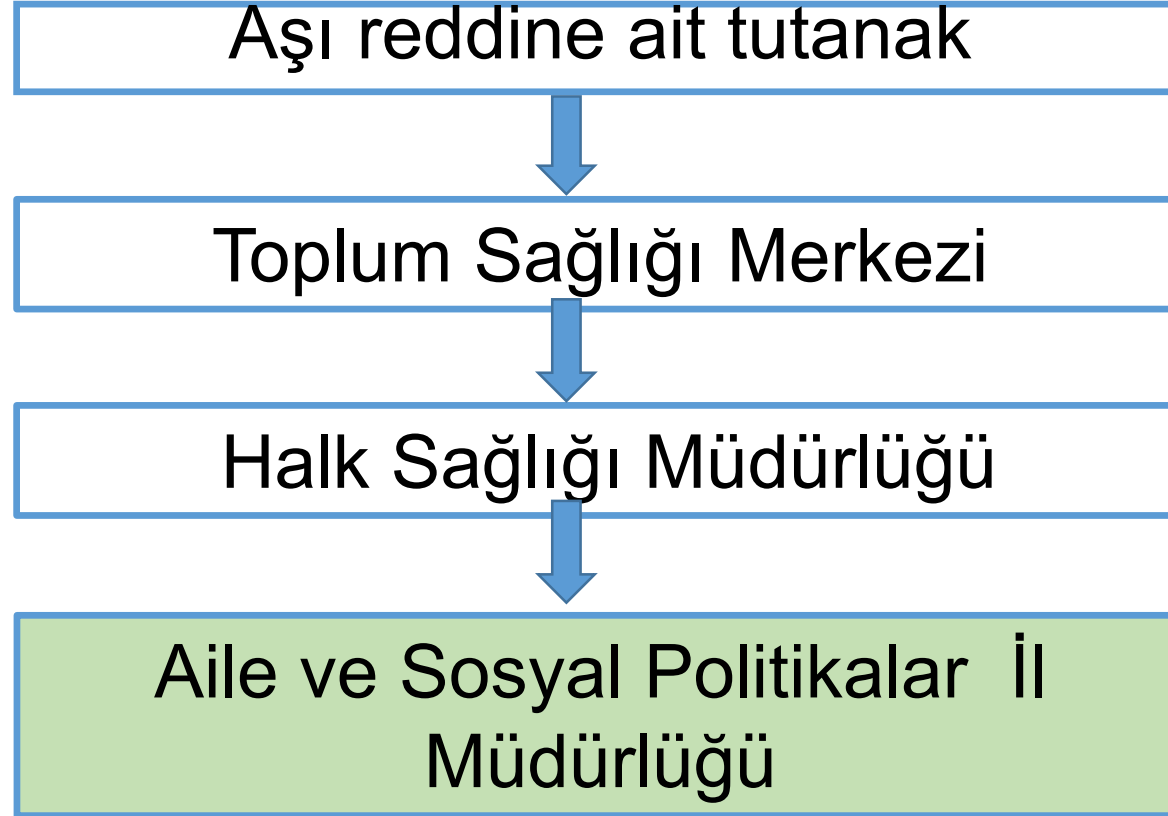 Aşı reddine ait tutanak
Toplum Sağlığı Merkezi
Halk Sağlığı Müdürlüğü
Aile ve Sosyal Politikalar İl
Müdürlüğü